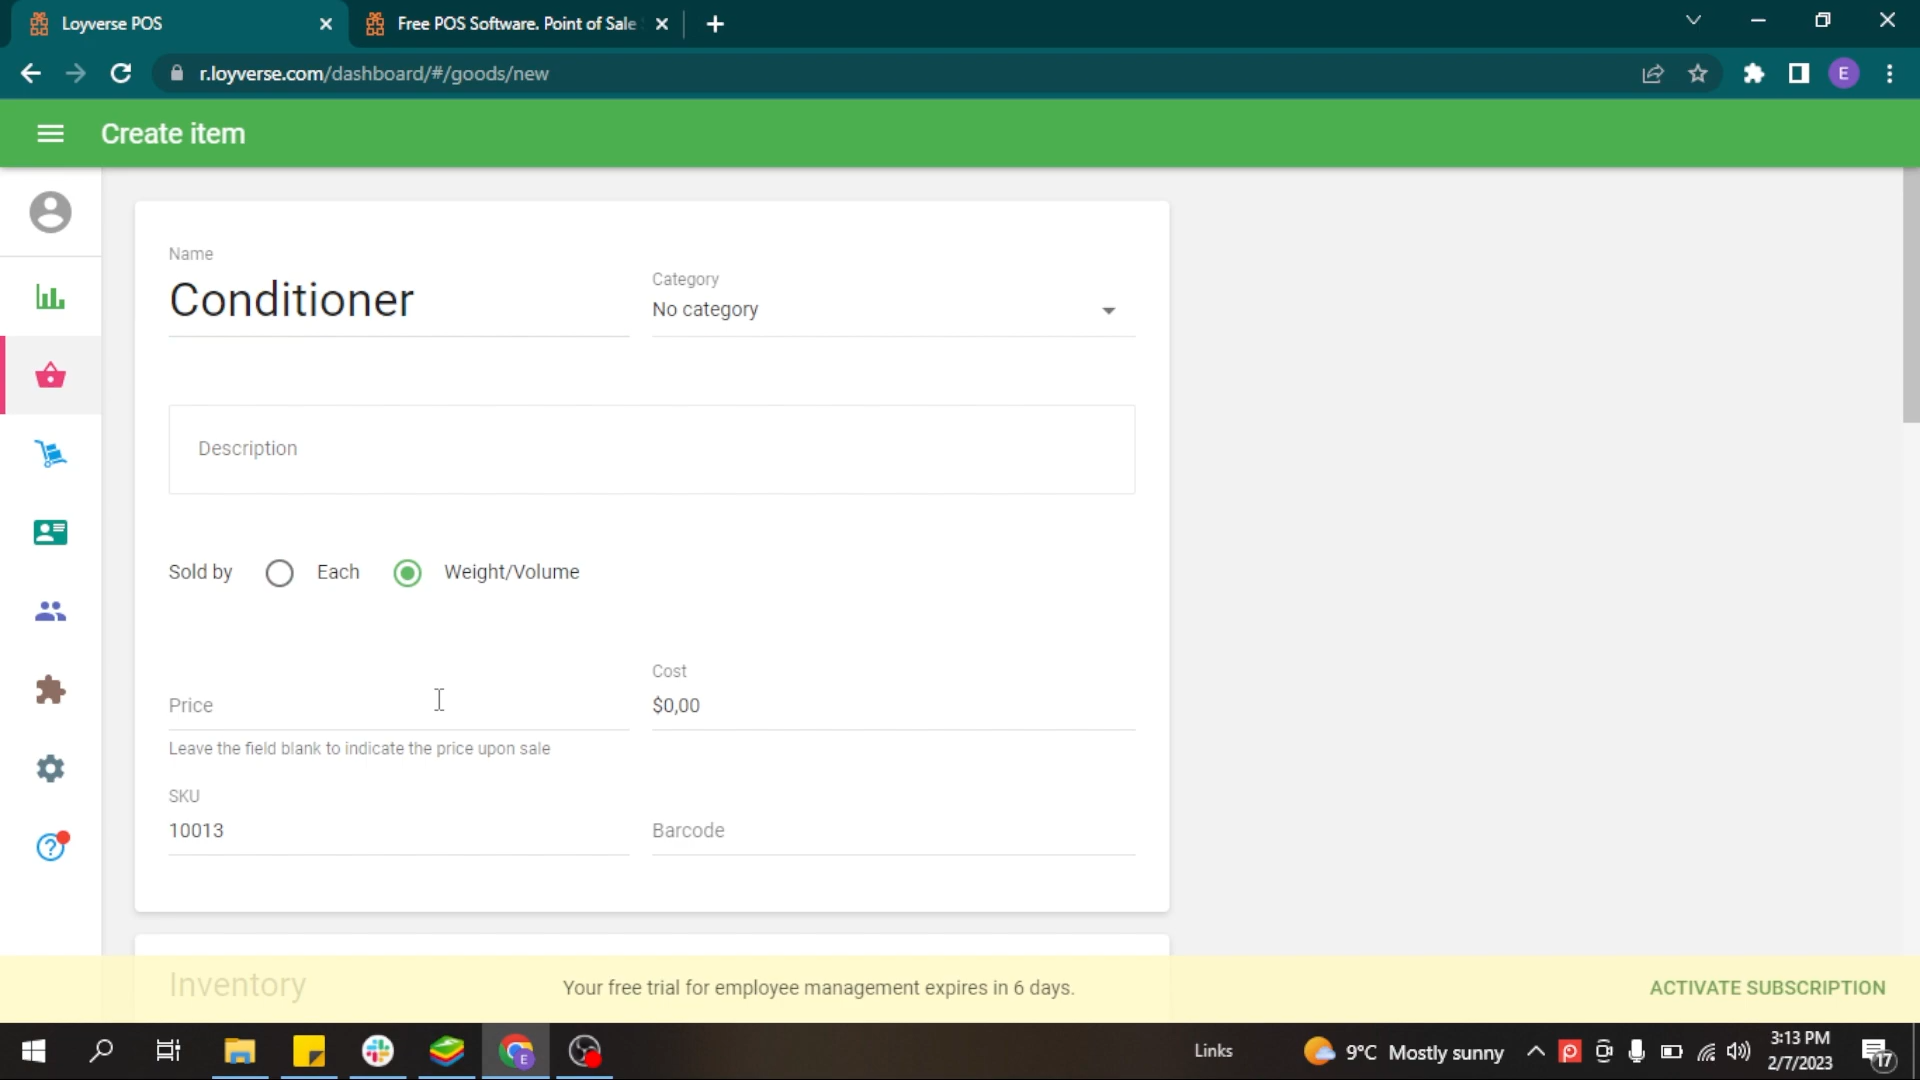 Loyverse POS
Free POS Software. Point of Sale
r.loyverse.com/dashboard/#/goods/new
E
Create item
Name
Conditioner
Category
No category
Description
Sold by
Each
Weight/Volume
Price
Cost
$0,00
Leave the field blank to indicate the price upon sale
SKU
10013
Barcode
Inventory
Your free trial for employee management expires in 6 days.
ACTIVATE SUBSCRIPTION
E
Links
9°C Mostly sunny
3:13 PM
2/7/2023
17